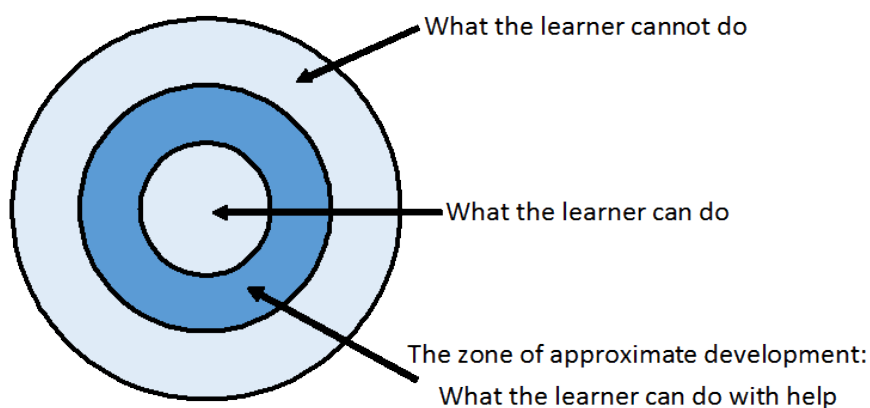 What the learner cannot do
What the learner can do
The zone of approximate development:
What the learner can do with help